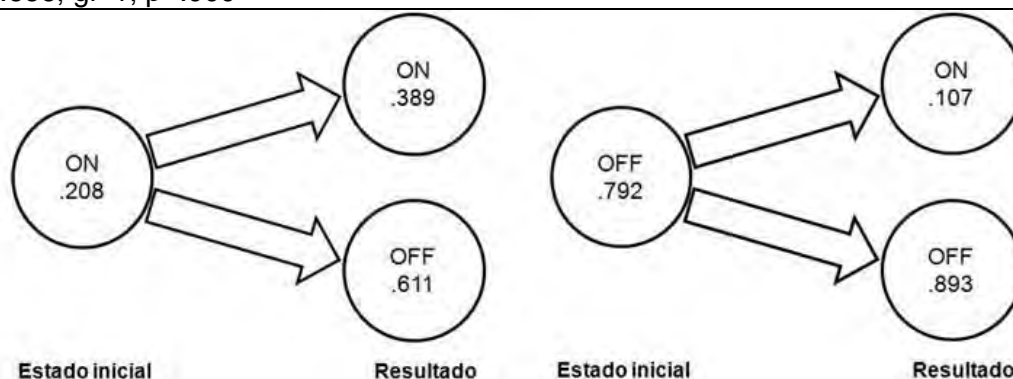 ON
.389
ON
.208
OFF
.611
Estado inicial
Resultado
ON
.107
OFF
.792
OFF
.893
Estado inicial
Resultado